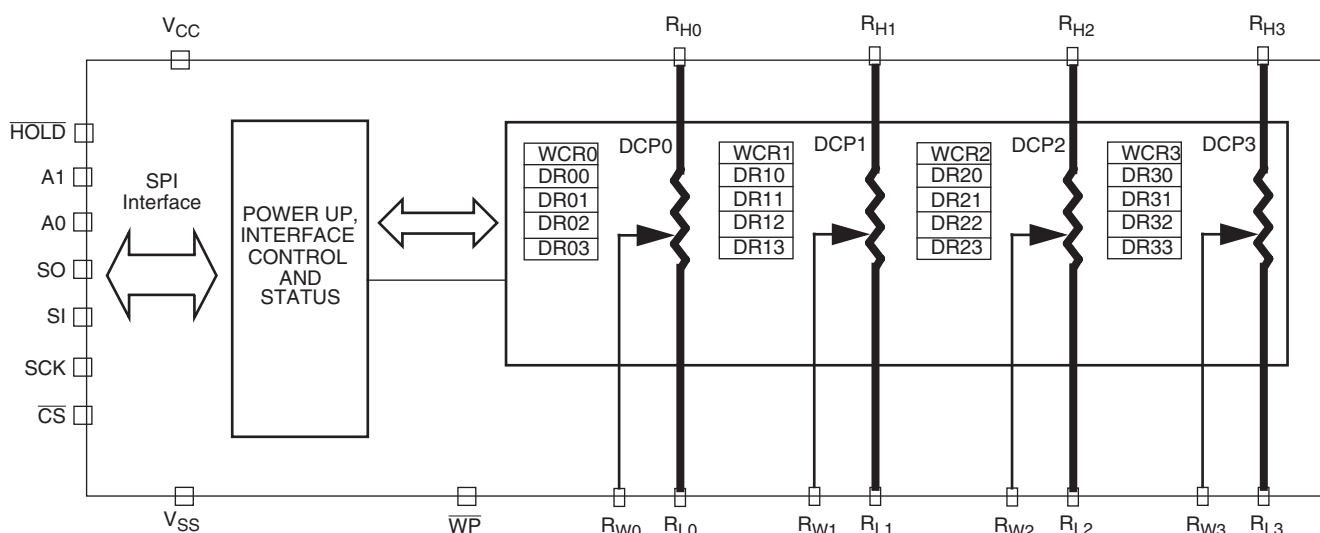 VCC
RH0
RH1
RH2
RH3
HOLD
A1
A0
SO
SI
SCK
CS
SPI
Interface
POWER UP,
INTERFACE
CONTROL
AND
STATUS
WCR0
DR00
DR01
DR02
DR03
DCP0
WCR1
DR10
DR11
DR12
DR13
DCP1
WCR2
DR20
DR21
DR22
DR23
DCP2
WCR3
DR30
DR31
DR32
DR33
DCP3
VSS
WP
RW0
RL0
RW1
RL1
RW2
RL2
RW3
RL3